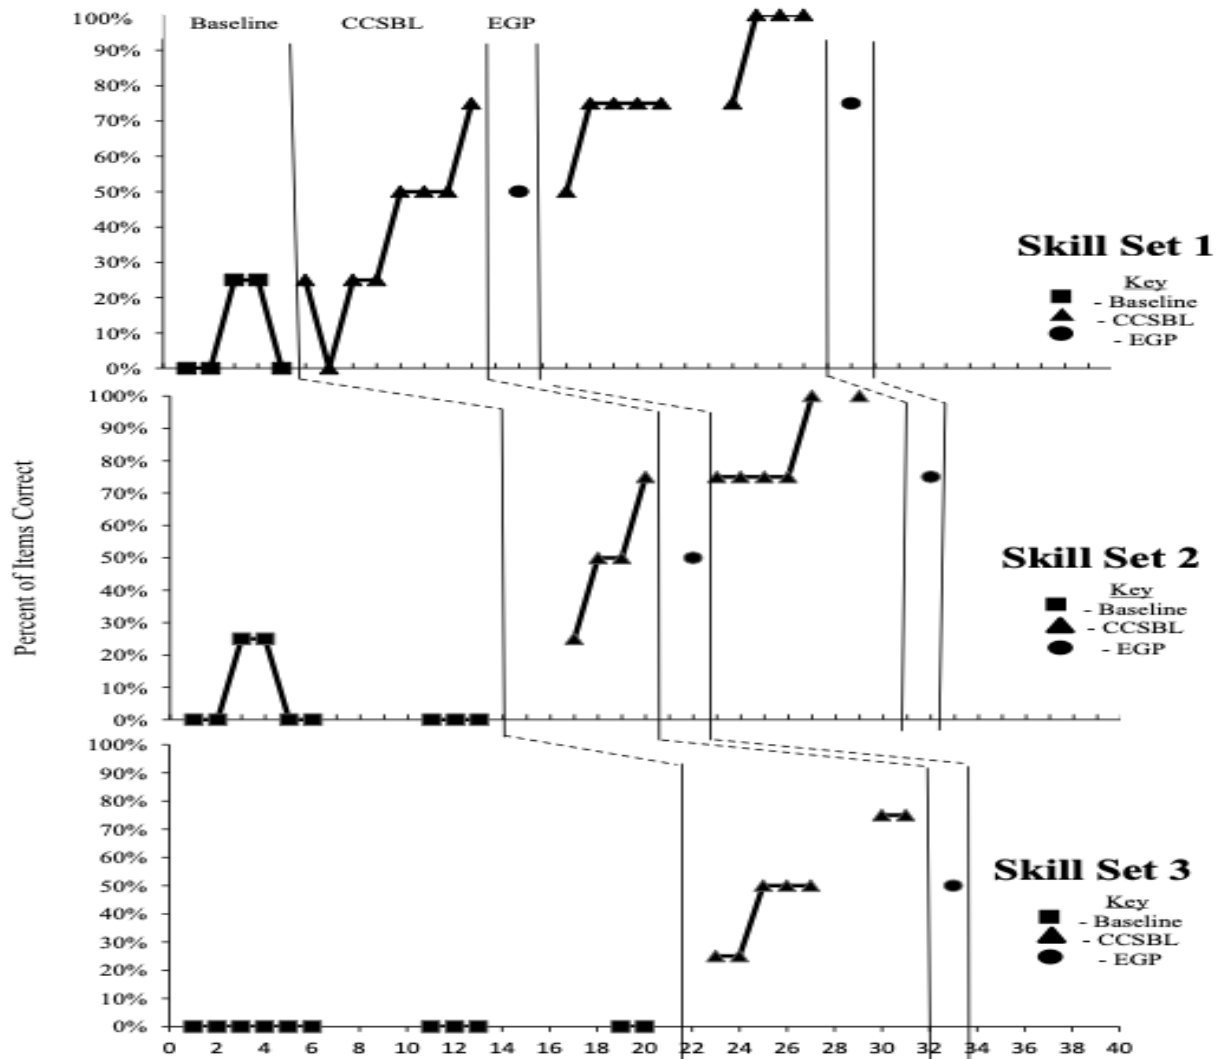 Baseline CCSBL EGP
100%
90%
80%
70%
60%
50%
40%
30%
20%
10%
0%
Skill Set 1
Key
- Baseline
- CCSBL
- EGP
Percent of Items Correct
100%
90%
80%
70%
60%
50%
40%
30%
20%
10%
0%
Skill Set 2
Key
- Baseline
- CCSBL
- EGP
100%
90%
80%
70%
60%
50%
40%
30%
20%
10%
0%
Skill Set 3
Key
- Baseline
- CCSBL
- EGP
0 2 4 6 8 10 12 14 16 18 20 22 24 26 28 30 32 34 36 38 40